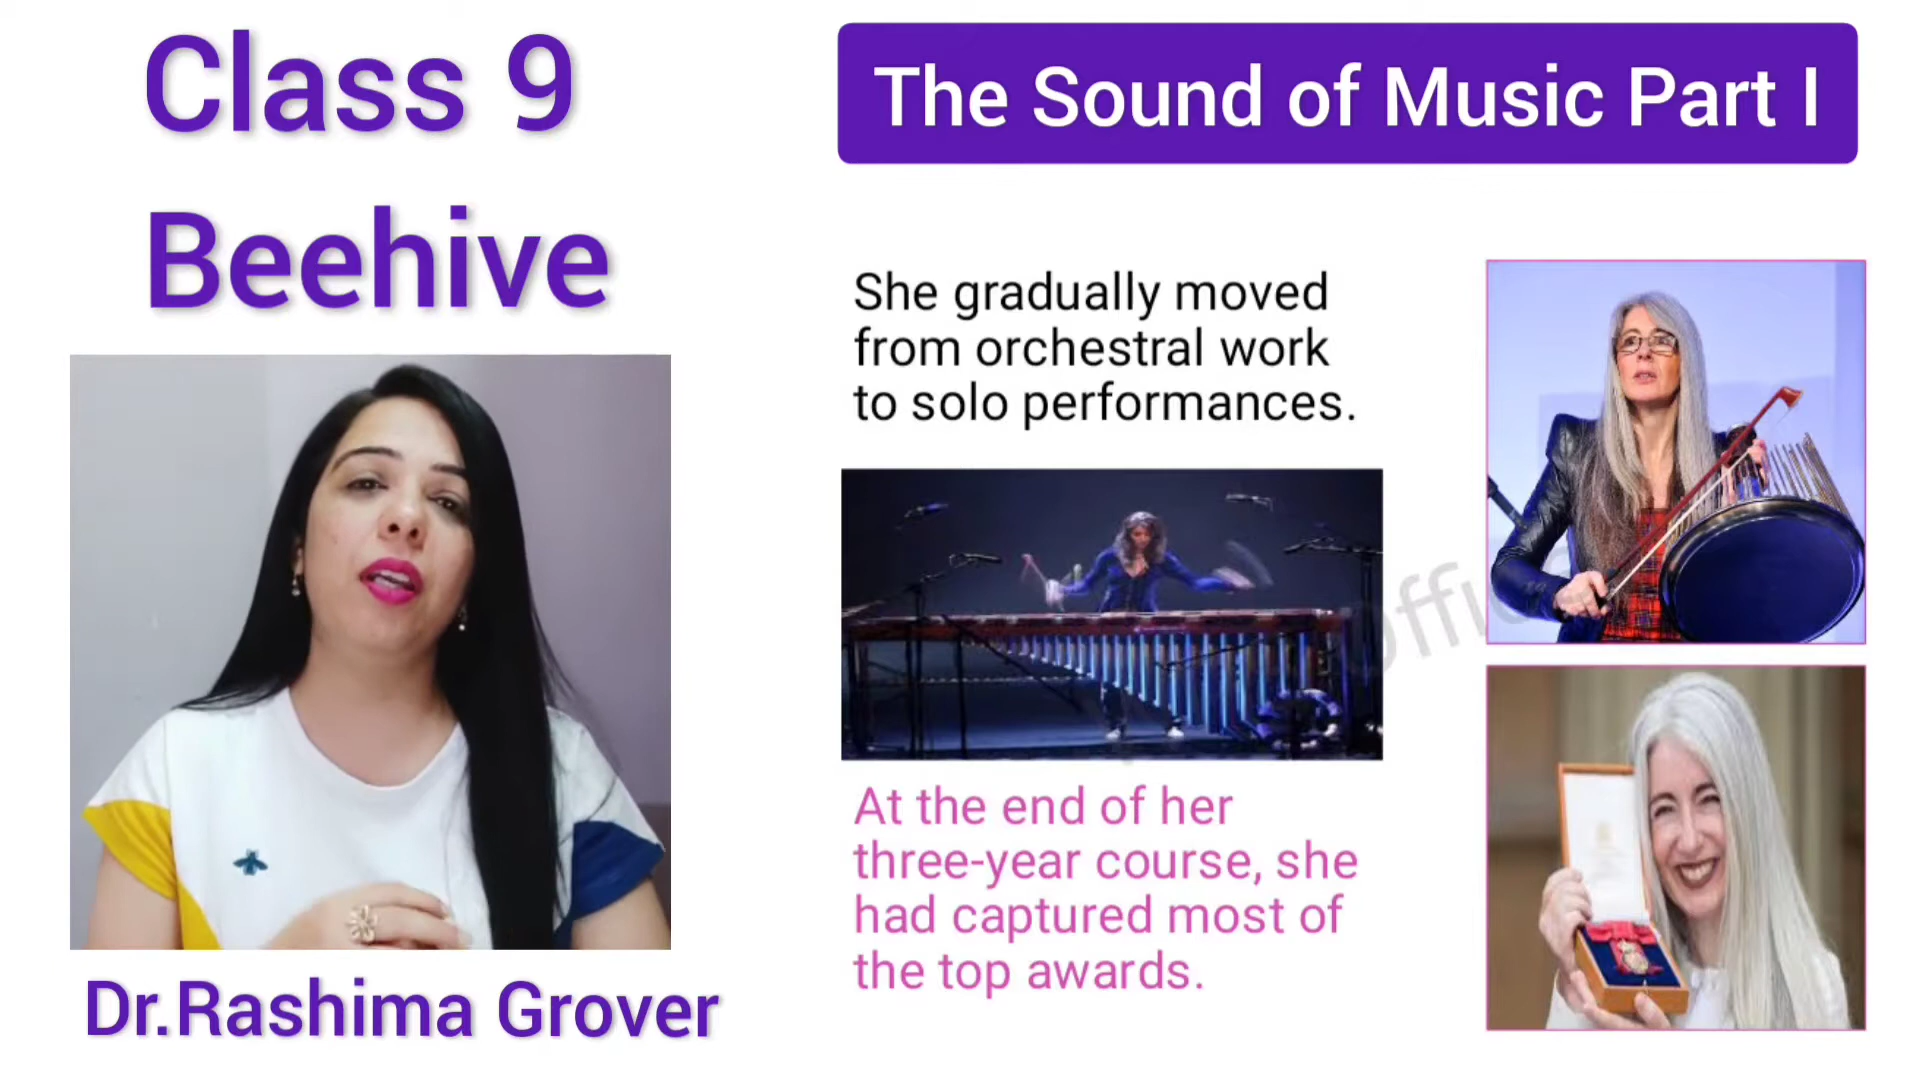 Class 9
Beehive
Dr.Rashima Grover
The Sound of Music Part I
She gradually moved
from orchestral work
to solo performances.
At the end of her
three-year course, she
had captured most of
the top awards.